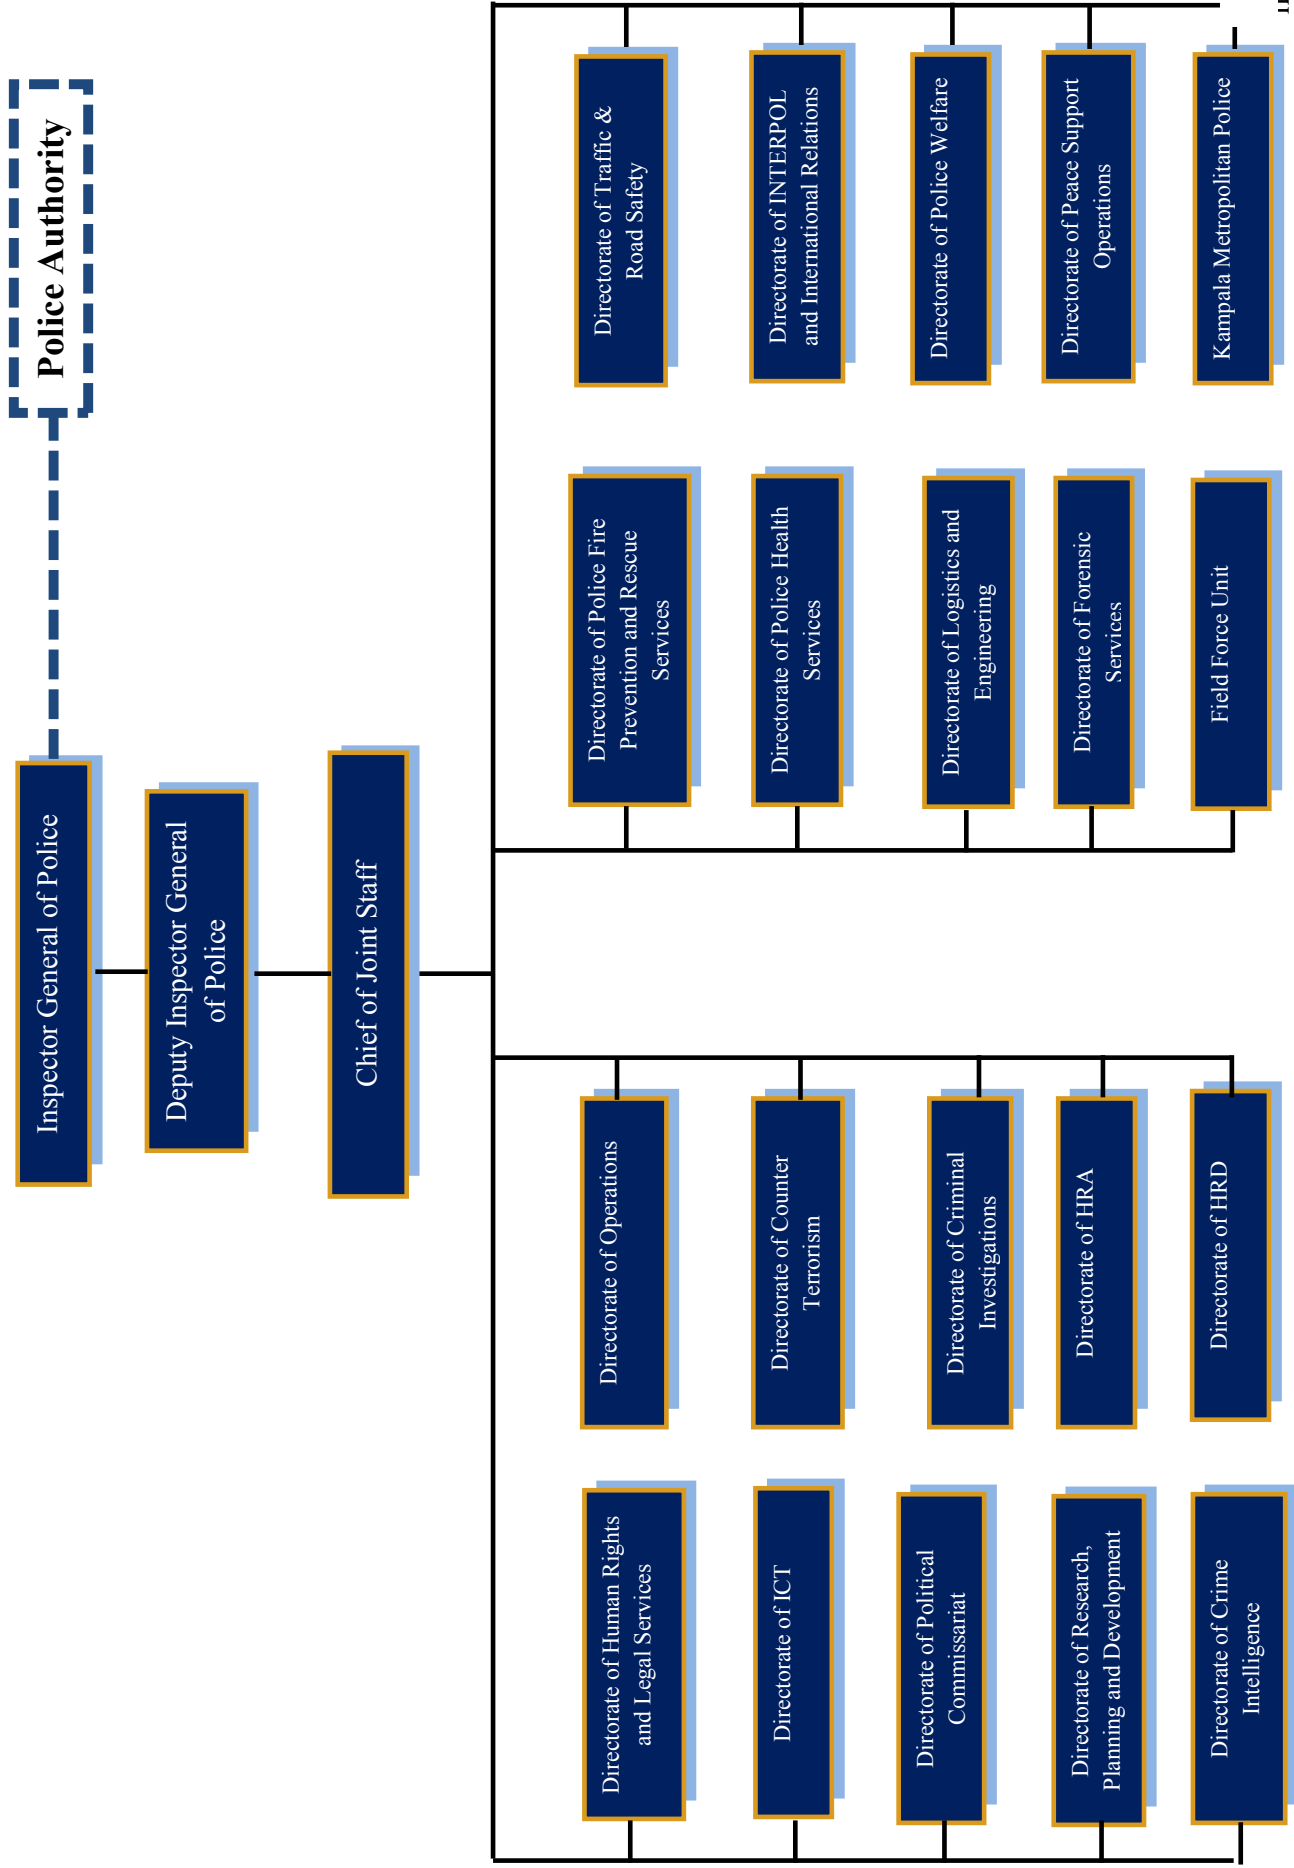 Police Authority
Inspector General of Police
Deputy Inspector General
of Police
Chief of Joint Staff
Directorate of Human Rights
and Legal Services
Directorate of ICT
Directorate of Political
Commissariat
Directorate of Research,
Planning and Development
Directorate of Crime
Intelligence
Directorate of Operations
Directorate of Counter
Terrorism
Directorate of Criminal
Investigations
Directorate of HRA
Directorate of HRD
Directorate of Police Fire
Prevention and Rescue
Services
Directorate of Police Health
Services
Directorate of Logistics and
Engineering
Directorate of Forensic
Services
Field Force Unit
Directorate of Traffic &
Road Safety
Directorate of INTERPOL
and International Relations
Directorate of Police Welfare
Directorate of Peace Support
Operations
Kampala Metropolitan Police